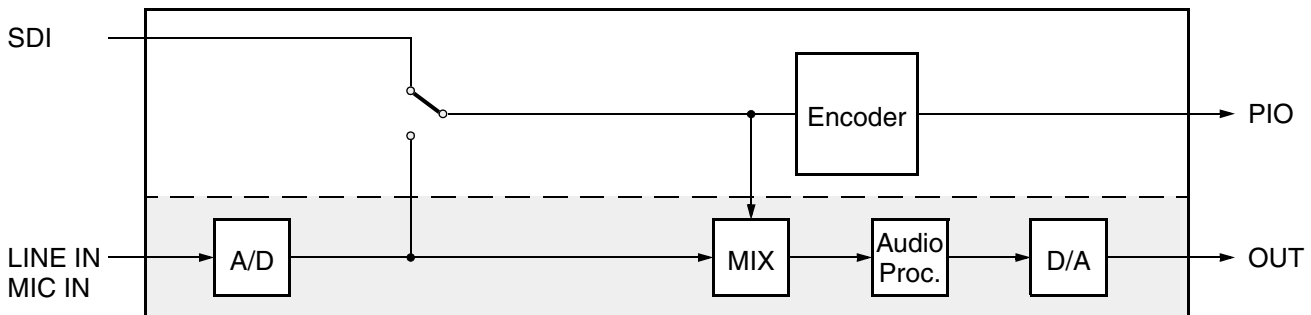 SDI
Encoder
PIO
LINE IN
MIC IN
A/D
MIX
Audio
Proc.
D/A
OUT